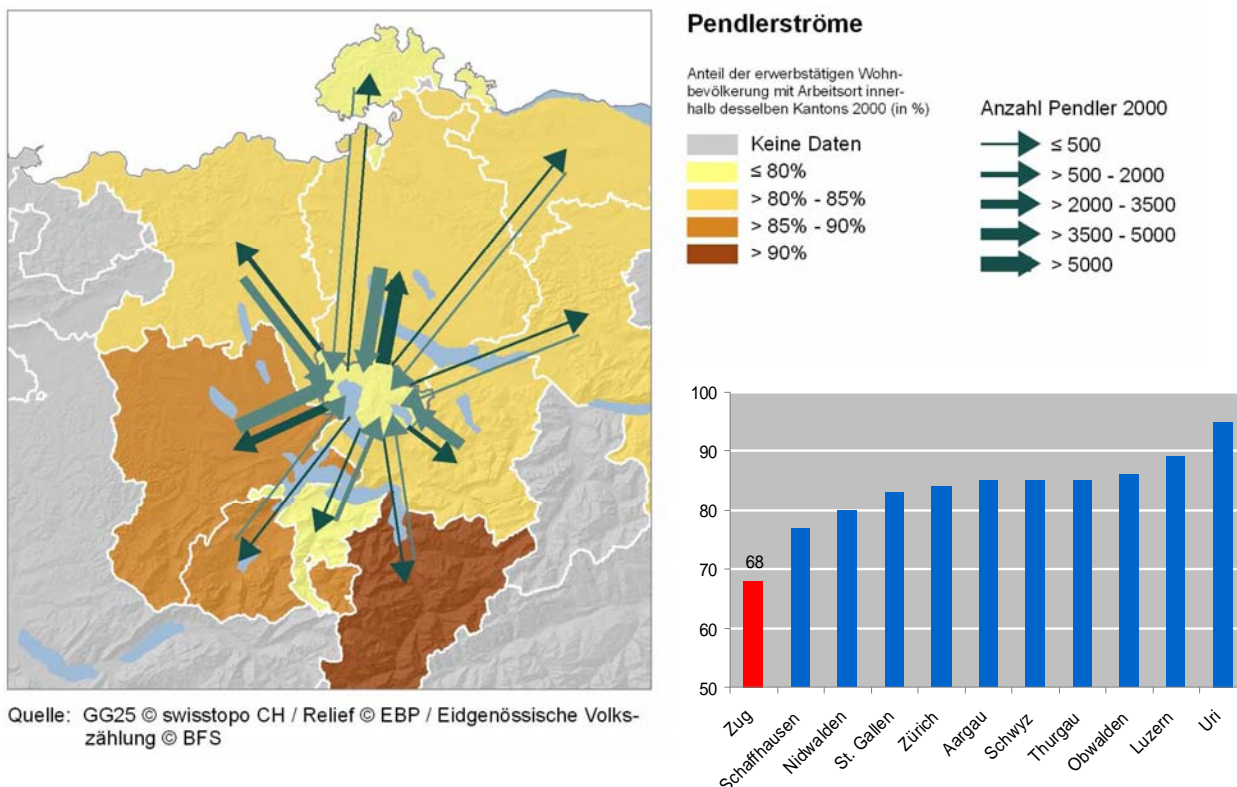 Pendlerströme
Anteil der erwerbstätigen Wohn-
bevölkerung mit Arbeitsort inner-
halb desselben Kantons 2000 (in %)
Keine Daten
≤ 80%
> 80% - 85%
> 85% - 90%
> 90%
Anzahl Pendler 2000
≤ 500
> 500 - 2000
> 2000 - 3500
> 3500 - 5000
> 5000
100
90
80
70
60
50
68
Zug
Schaffhausen
Nidwalden
St. Gallen
Zürich
Aargau
Schwyz
Thurgau
Obwalden
Luzern
Uri
Quelle: GG25 © swisstopo CH / Relief © EBP / Eidgenössische Volks-
zählung © BFS